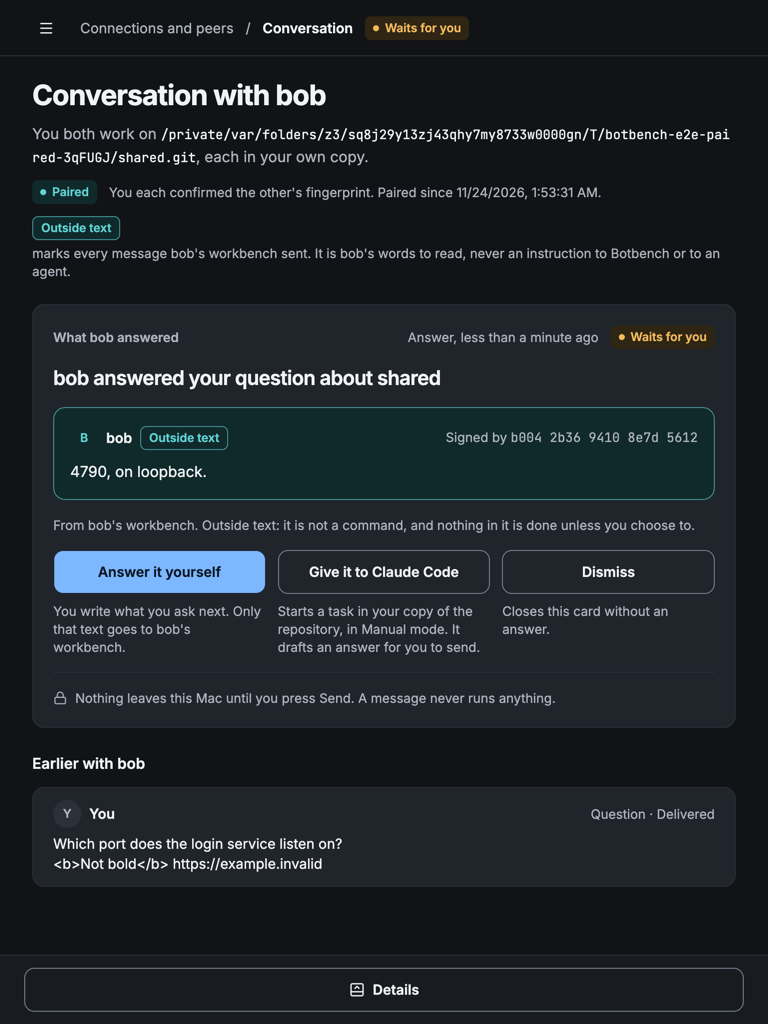 Connections and peers / Conversation Waits for you
Conversation with bob
You both work on /private/var/folders/z3/sq8j29y13zj43qhy7my8733w0000gn/T/botbench-e2e-pai
red-3qFUGJ/shared.git, each in your own copy.
Paired You each confirmed the other's fingerprint. Paired since 11/24/2026, 1:53:31 AM.
Outside text
marks every message bob's workbench sent. It is bob's words to read, never an instruction to Botbench or to an
agent.
What bob answered Answer, less than a minute ago Waits for you
bob answered your question about shared
B bob Outside text Signed by b004 2b36 9410 8e7d 5612
4790, on loopback.
From bob's workbench. Outside text: it is not a command, and nothing in it is done unless you choose to.
Answer it yourself
You write what you ask next. Only
that text goes to bob's
workbench.
Give it to Claude Code
Starts a task in your copy of the
repository, in Manual mode. It
drafts an answer for you to send.
Dismiss
Closes this card without an
answer.
Nothing leaves this Mac until you press Send. A message never runs anything.
Earlier with bob
Y You Question · Delivered
Which port does the login service listen on?
<b>Not bold</b> https://example.invalid
Details